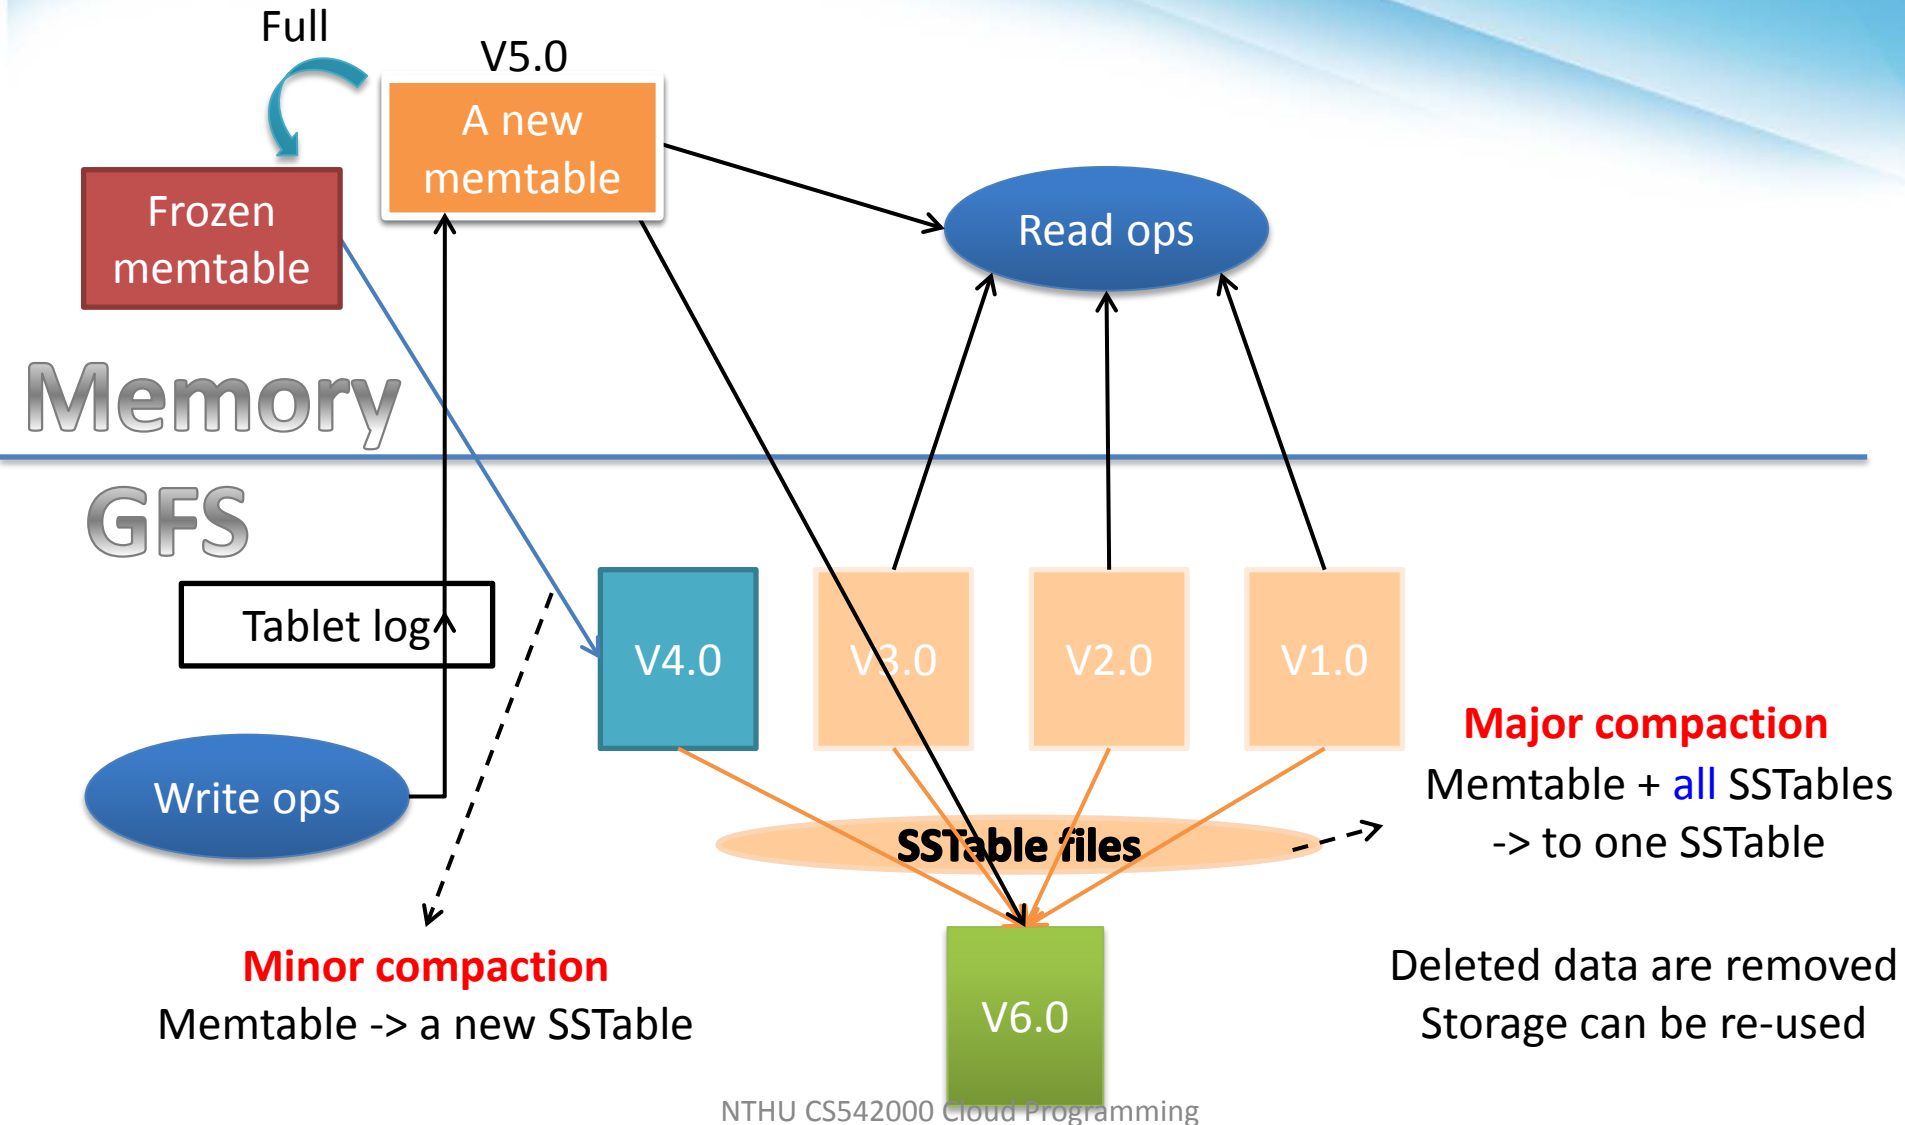 Full
V5.0
A new
memtable
Frozen
memtable
Read ops
Memory
GFS
Tablet log
V4.0
V3.0
V2.0
V1.0
Write ops
SSTable files
Major compaction
Memtable + all SSTables
-> to one SSTable
Minor compaction
Memtable -> a new SSTable
V6.0
Deleted data are removed
Storage can be re-used
NTHU CS542000 Cloud Programming